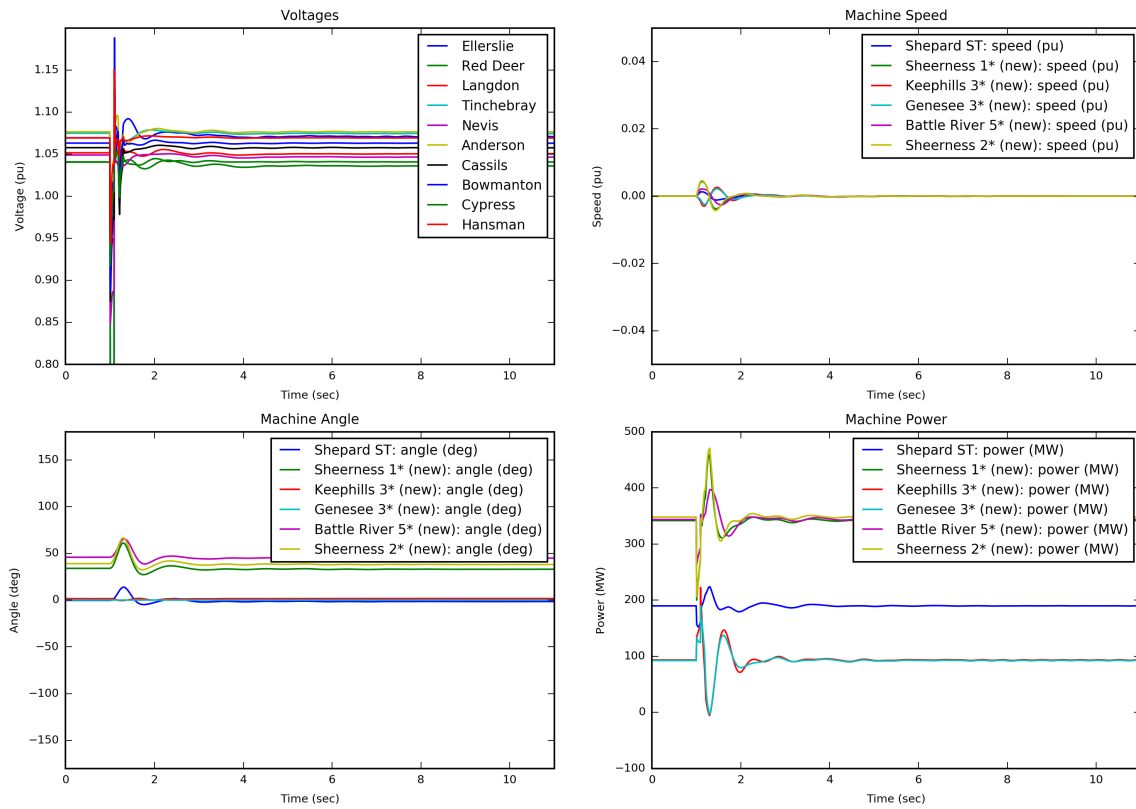 Voltages
1.15
1.10
1.05
1.00
0.95
0.90
0.85
0.80
Voltage (pu)
0
2
4
6
8
10
Time (sec)
Ellerslie
Red Deer
Langdon
Tinchebray
Nevis
Anderson
Cassils
Bowmanton
Cypress
Hansman
Machine Speed
0.04
0.02
0.00
−0.02
−0.04
Speed (pu)
0
2
4
6
8
10
Time (sec)
Shepard ST: speed (pu)
Sheerness 1* (new): speed (pu)
Keephills 3* (new): speed (pu)
Genesee 3* (new): speed (pu)
Battle River 5* (new): speed (pu)
Sheerness 2* (new): speed (pu)
Machine Angle
150
100
50
0
−50
−100
−150
Angle (deg)
0
2
4
6
8
10
Time (sec)
Shepard ST: angle (deg)
Sheerness 1* (new): angle (deg)
Keephills 3* (new): angle (deg)
Genesee 3* (new): angle (deg)
Battle River 5* (new): angle (deg)
Sheerness 2* (new): angle (deg)
Machine Power
500
400
300
200
100
0
−100
Power (MW)
0
2
4
6
8
10
Time (sec)
Shepard ST: power (MW)
Sheerness 1* (new): power (MW)
Keephills 3* (new): power (MW)
Genesee 3* (new): power (MW)
Battle River 5* (new): power (MW)
Sheerness 2* (new): power (MW)